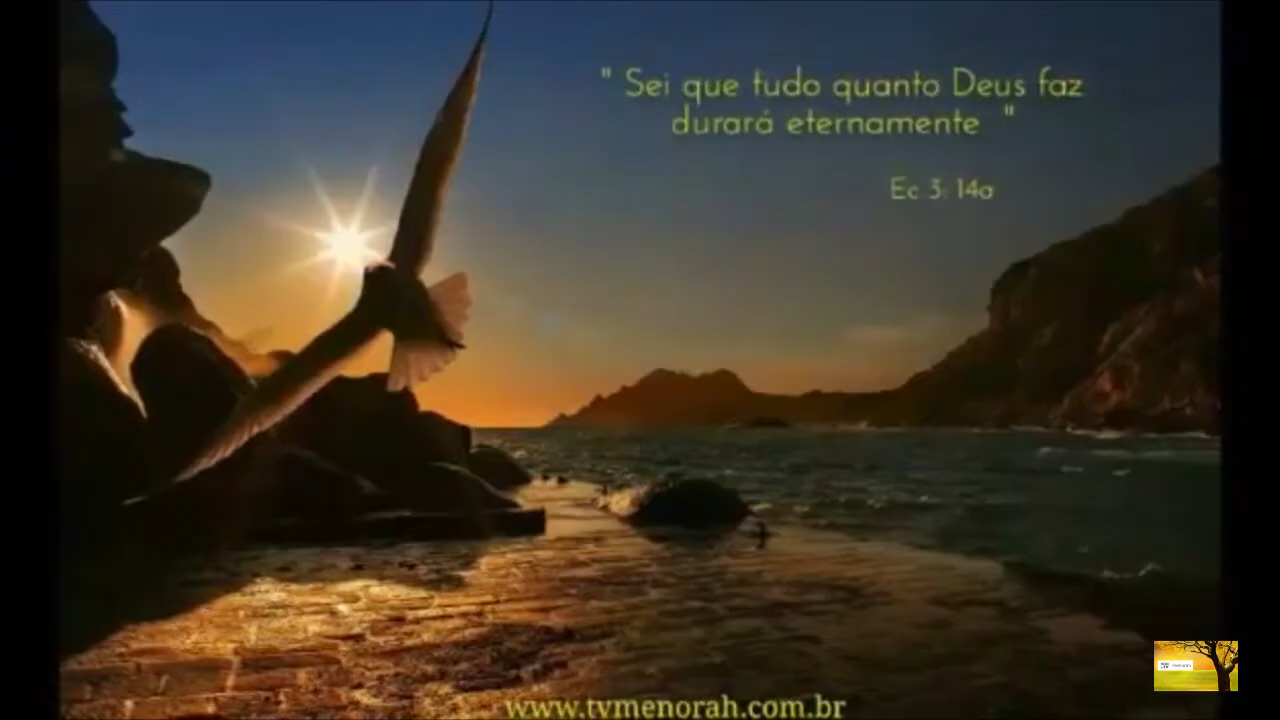 " Sei que tudo quanto Deus faz
durará eternamente "
Ec 3: 14a
www.tvmenorah.com.br